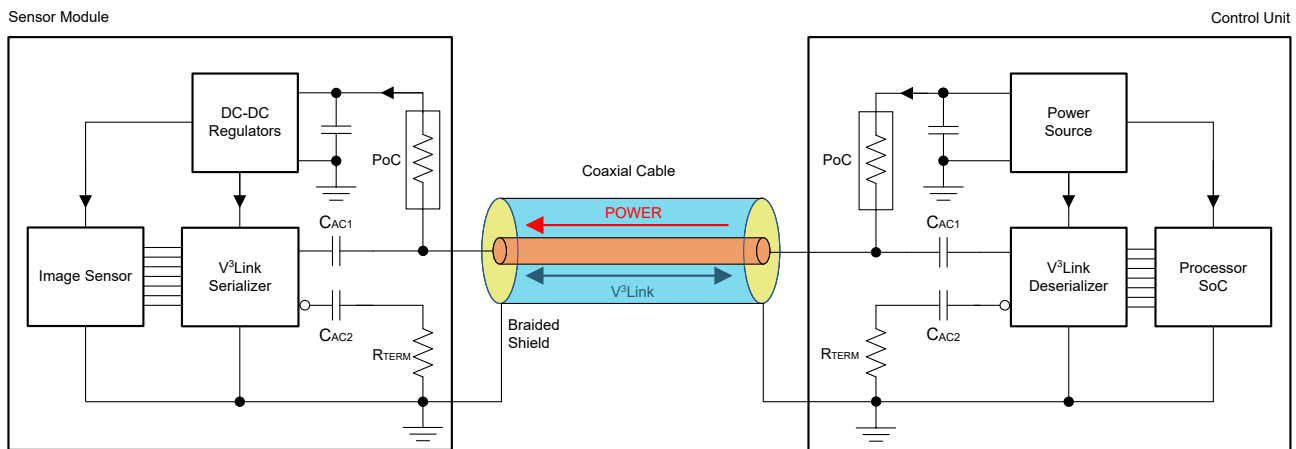 Sensor Module
Control Unit
DC-DC
Regulators
PoC
Coaxial Cable
PoC
Power
Source
POWER
CAC1
CAC1
Image Sensor
V³Link
Serializer
V³Link
V³Link
Deserializer
Processor
SoC
CAC2
Braided
Shield
CAC2
RTERM
RTERM